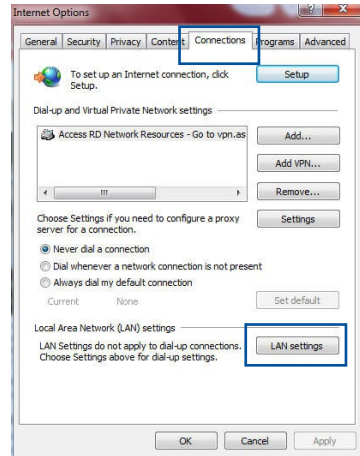 Internet Options
General Security Privacy Content Connections Programs Advanced
To set up an Internet connection, click
Setup.
Setup
Dial-up and Virtual Private Network settings
Access RD Network Resources - Go to vpn.as
Add...
Add VPN...
Remove...
Choose Settings if you need to configure a proxy
server for a connection.
Settings
Never dial a connection
Dial whenever a network connection is not present
Always dial my default connection
Current None
Set default
Local Area Network (LAN) settings
LAN Settings do not apply to dial-up connections.
Choose Settings above for dial-up settings.
LAN settings
OK Cancel Apply